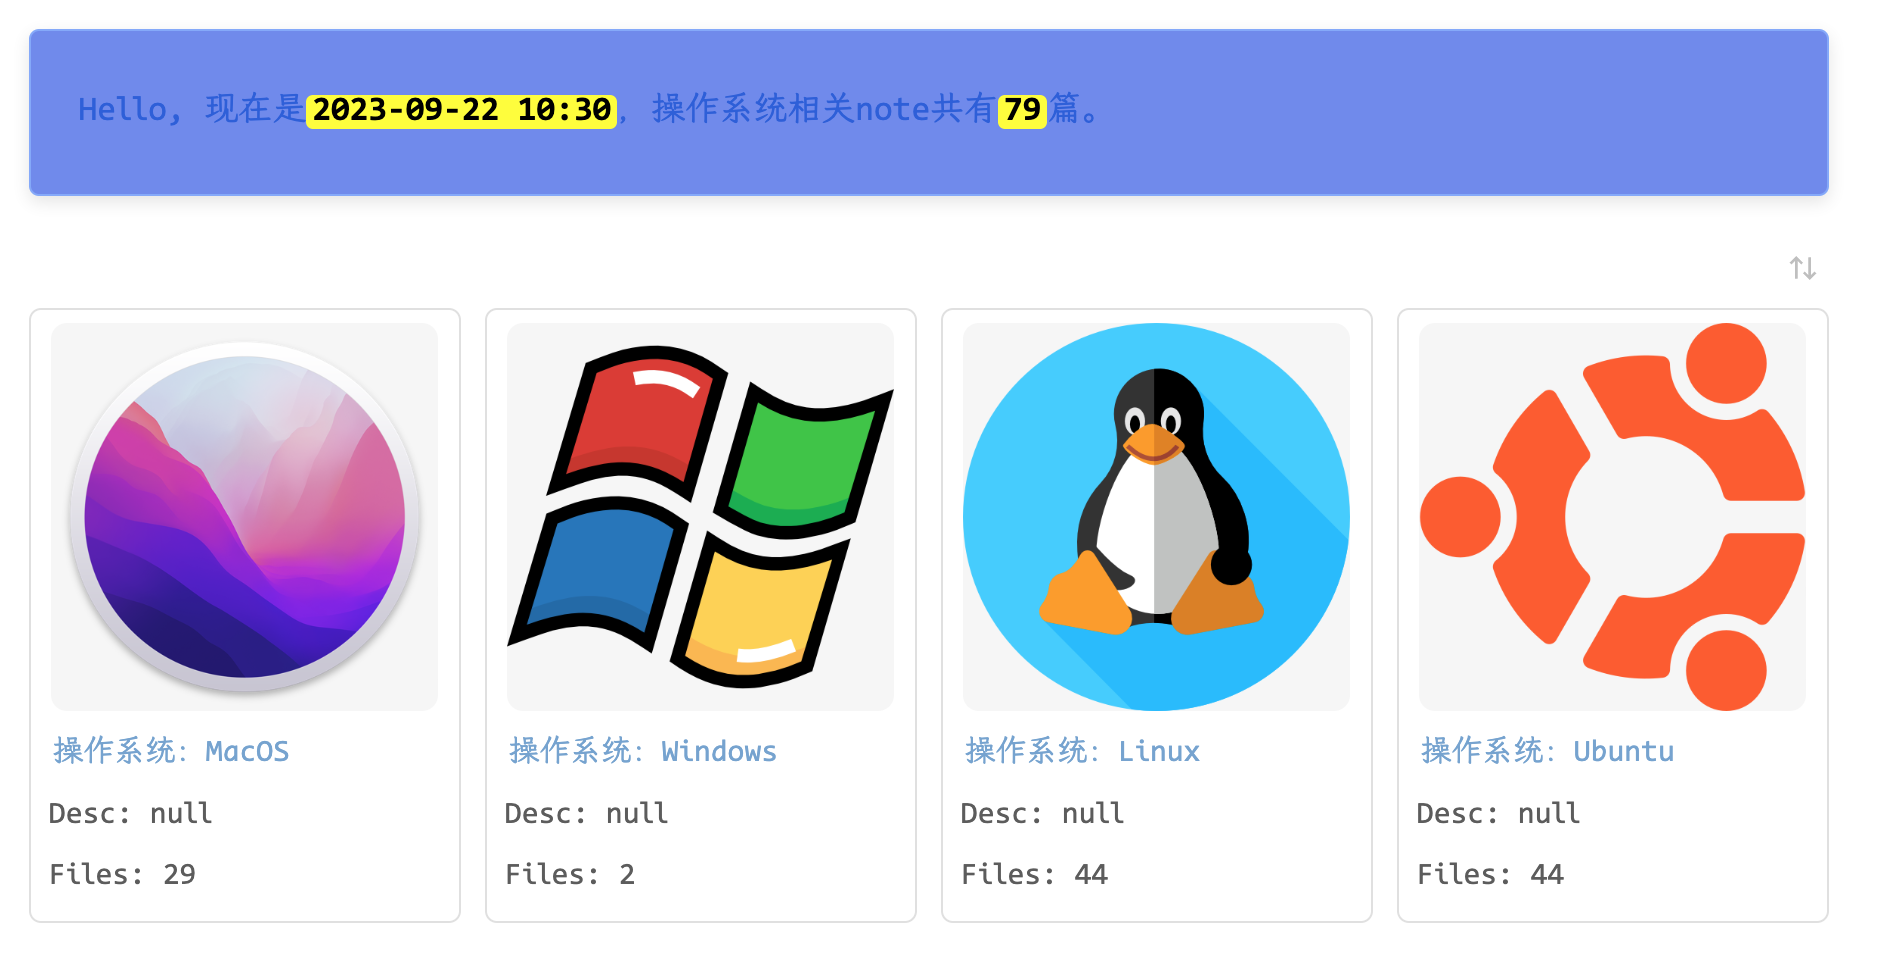 Hello, 现在是2023-09-22 10:30, 操作系统相关note共有79篇。
操作系统: MacOS
Desc: null
Files: 29
操作系统: Windows
Desc: null
Files: 2
操作系统: Linux
Desc: null
Files: 44
操作系统: Ubuntu
Desc: null
Files: 44